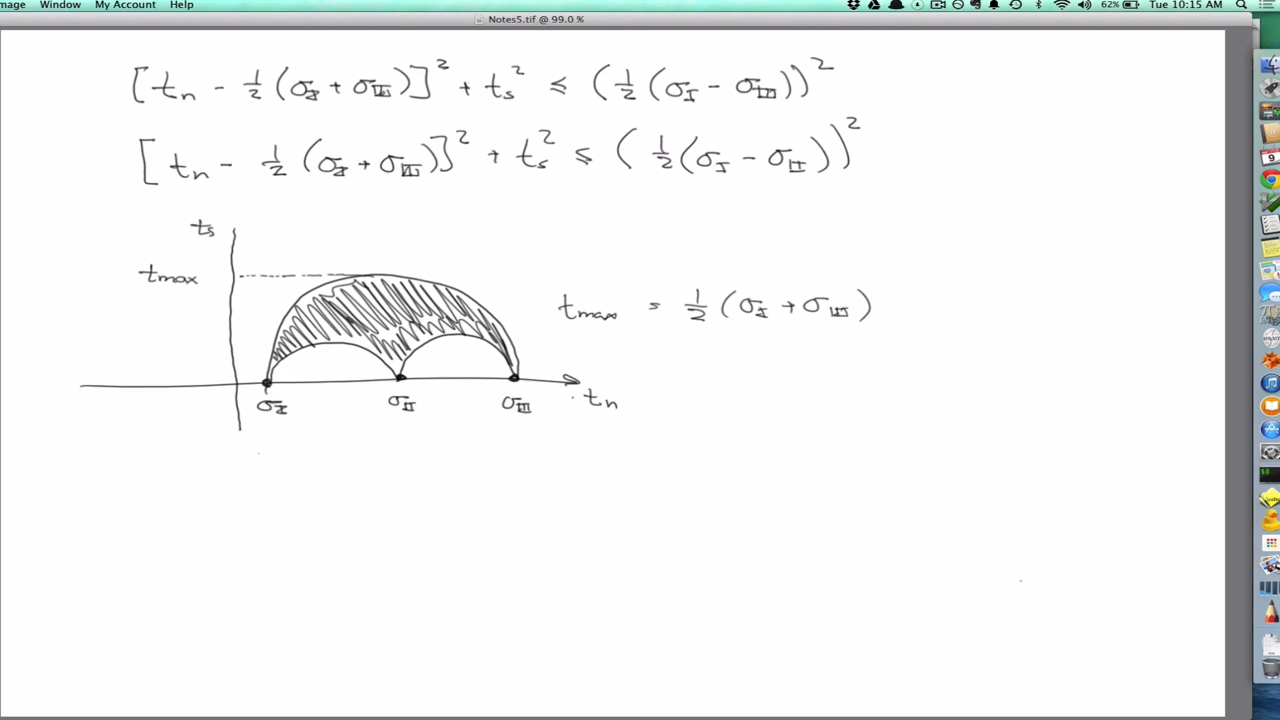 mage Window My Account Help 62% Tue 10:15 AM
Notes5.tif @ 99.0 %
[tn - 1/2 (σI + σIII)]² + ts² ≤ (1/2 (σI - σIII))²
[tn - 1/2 (σI + σIII)]² + ts² ≤ (1/2 (σI - σII))²
ts
tmax
tmax = 1/2 (σI + σIII)
σI σII σIII tn